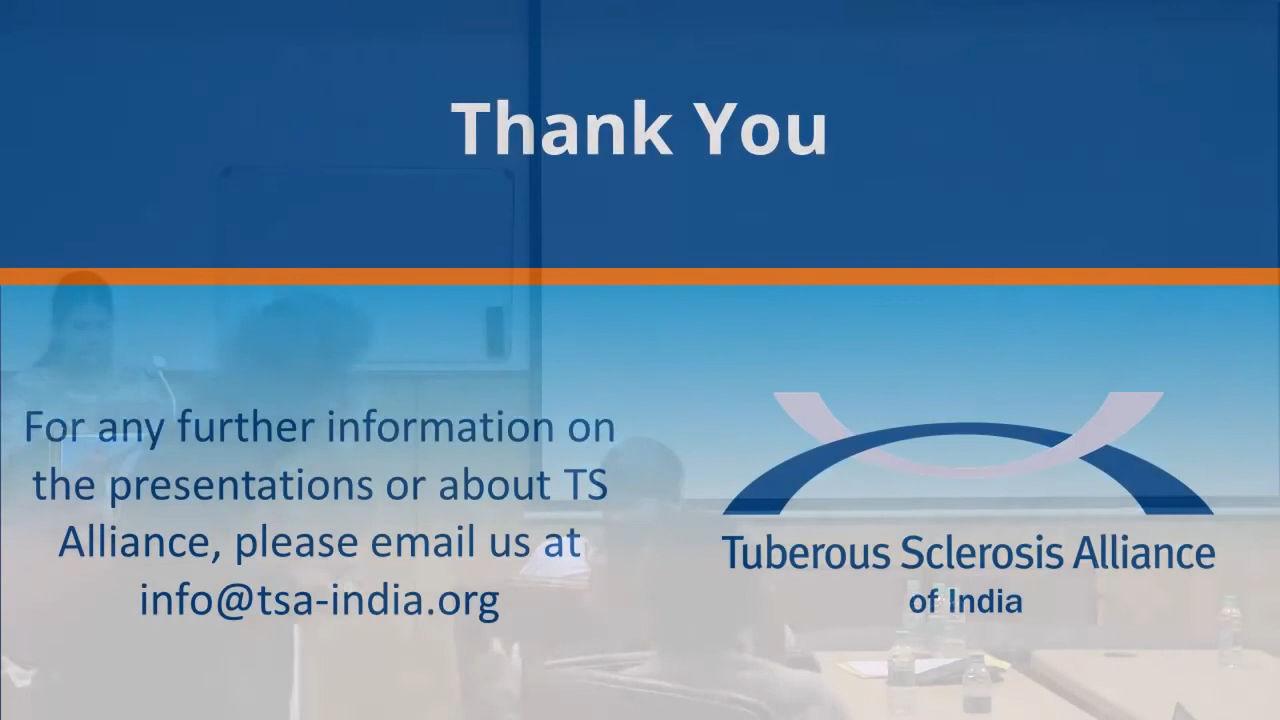 Thank You
For any further information on
the presentations or about TS
Alliance, please email us at
info@tsa-india.org
Tuberous Sclerosis Alliance
of India